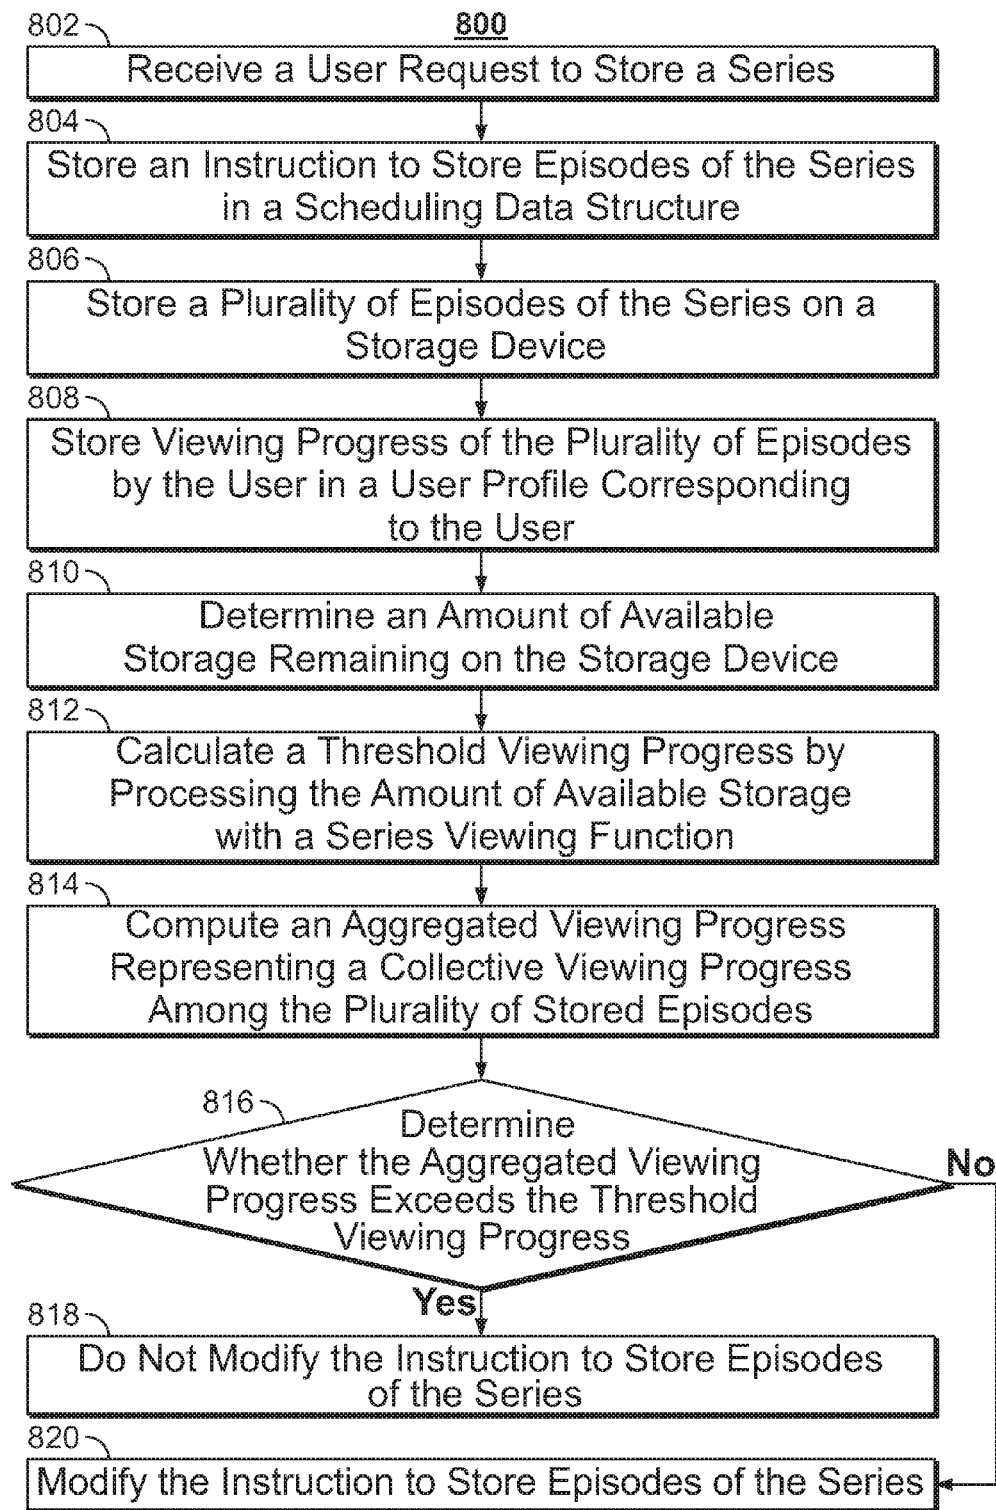 800
802
Receive a User Request to Store a Series
804
Store an Instruction to Store Episodes of the Series
in a Scheduling Data Structure
806
Store a Plurality of Episodes of the Series on a
Storage Device
808
Store Viewing Progress of the Plurality of Episodes
by the User in a User Profile Corresponding
to the User
810
Determine an Amount of Available
Storage Remaining on the Storage Device
812
Calculate a Threshold Viewing Progress by
Processing the Amount of Available Storage
with a Series Viewing Function
814
Compute an Aggregated Viewing Progress
Representing a Collective Viewing Progress
Among the Plurality of Stored Episodes
816
Determine
Whether the Aggregated Viewing
Progress Exceeds the Threshold
Viewing Progress
No
Yes
818
Do Not Modify the Instruction to Store Episodes
of the Series
820
Modify the Instruction to Store Episodes of the Series